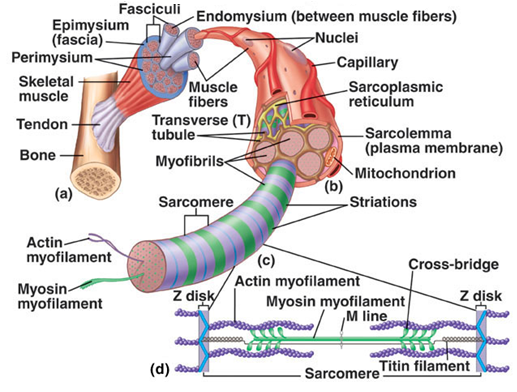 Fasciculi
Epimysium
(fascia)
Endomysium (between muscle fibers)
Perimysium
Nuclei
Capillary
Skeletal
muscle
Muscle
fibers
Sarcoplasmic
reticulum
Tendon
Transverse (T)
tubule
Sarcolemma
(plasma membrane)
Bone
Myofibrils
Mitochondrion
(a)
(b)
Sarcomere
Striations
Actin
myofilament
(c)
Myosin
myofilament
Cross-bridge
Z disk
Actin myofilament
Z disk
Myosin myofilament
M line
(d)
Titin filament
Sarcomere